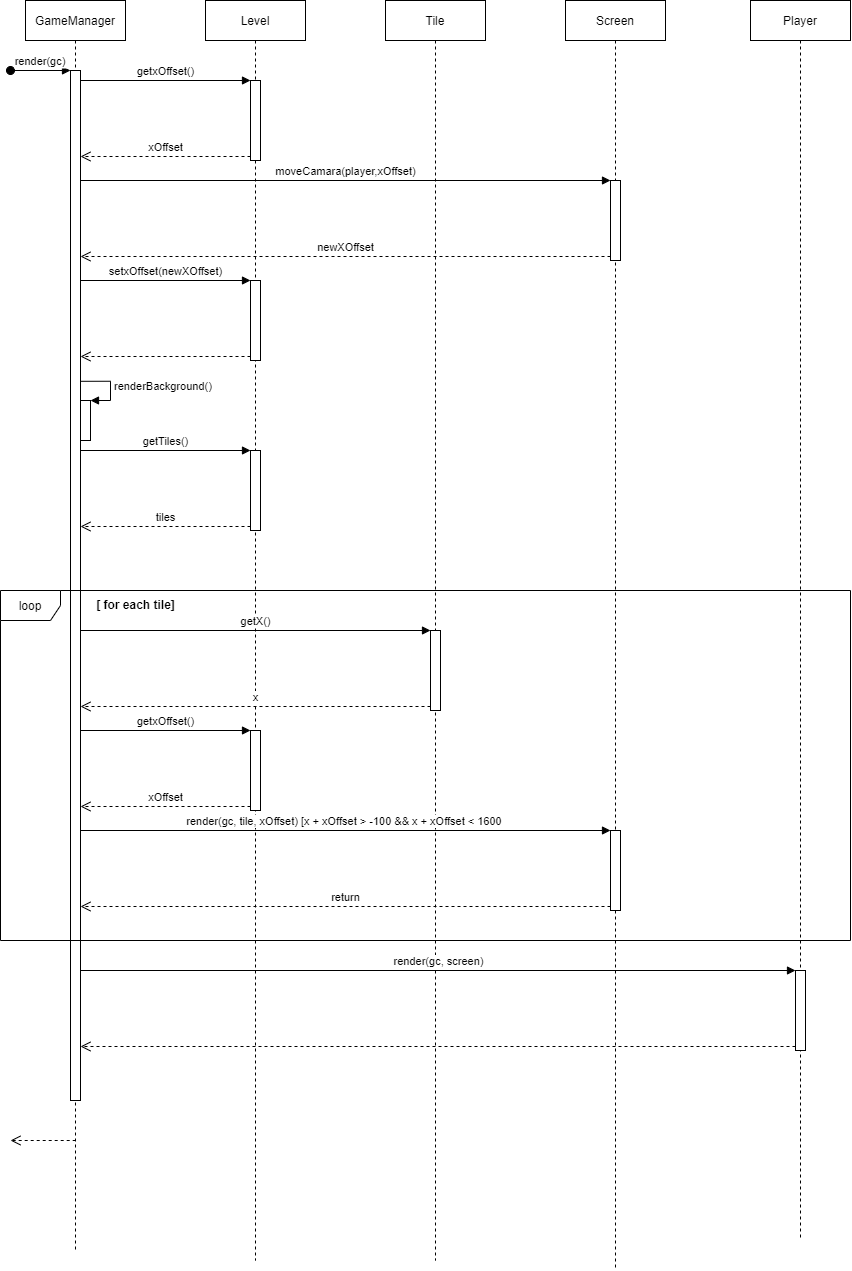 GameManager
Level
Tile
Screen
Player
render(gc)
getxOffset()
xOffset
moveCamara(player,xOffset)
newXOffset
setxOffset(newXOffset)
renderBackground()
getTiles()
tiles
loop
[ for each tile]
getX()
x
getxOffset()
xOffset
render(gc, tile, xOffset) [x + xOffset > -100 && x + xOffset < 1600
return
render(gc, screen)